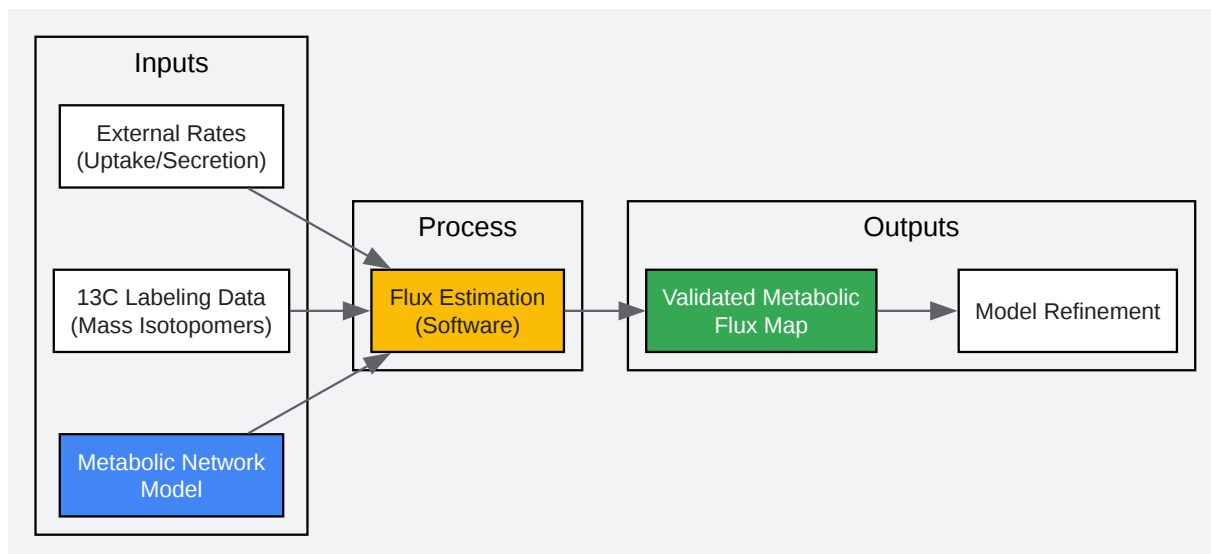 Inputs
External Rates
(Uptake/Secretion)
13C Labeling Data
(Mass Isotopomers)
Metabolic Network
Model
Process
Flux Estimation
(Software)
Outputs
Validated Metabolic
Flux Map
Model Refinement